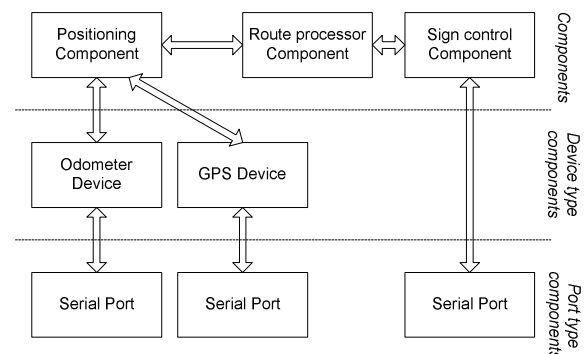 Positioning
Component
Route processor
Component
Sign control
Component
Components
Odometer
Device
GPS Device
Device type
components
Serial Port
Serial Port
Serial Port
Port type
components